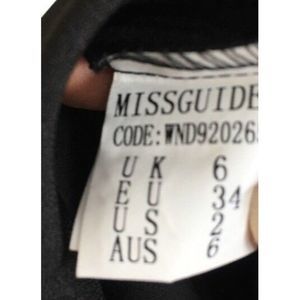 MISSGUIDE
CODE:WND92026
UK 6
EU 34
US 2
AUS 6